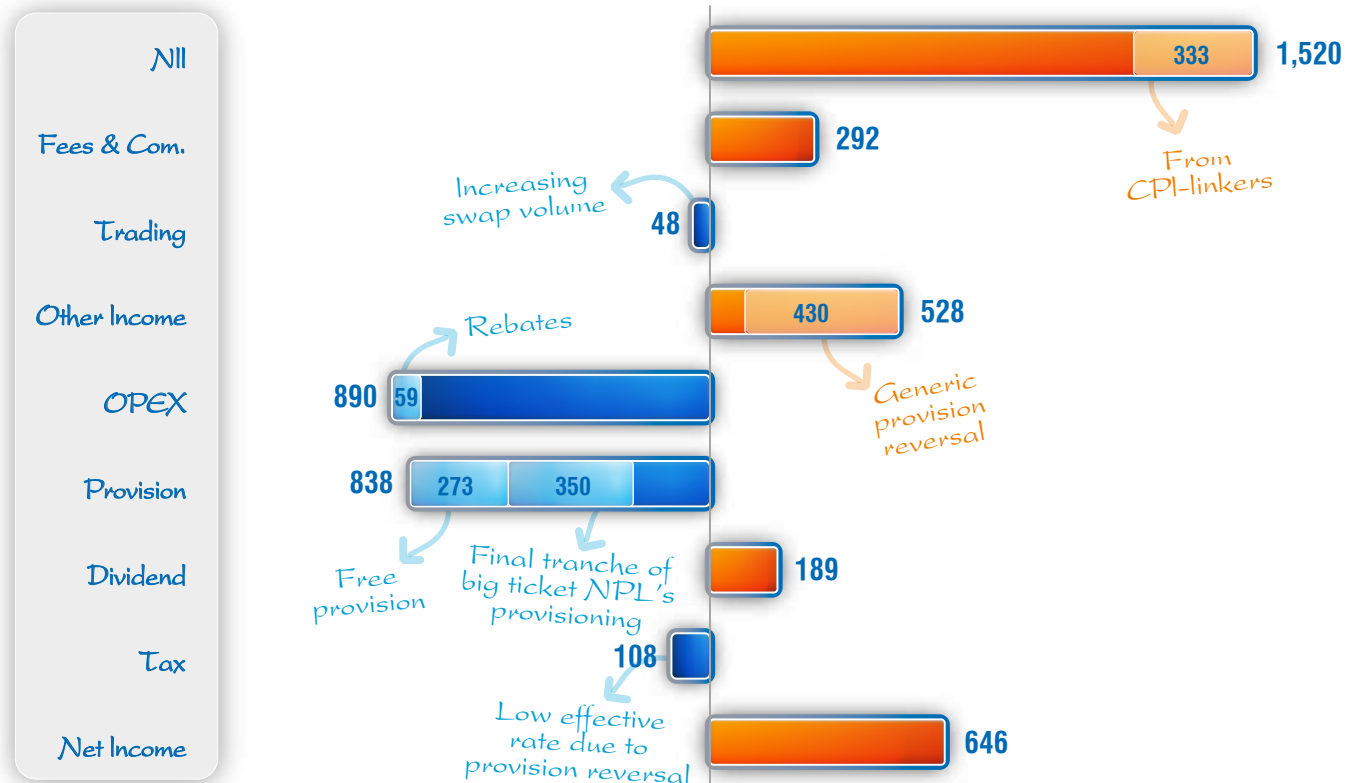 NII
333
1,520
From
CPI-linkers
Fees & Com.
292
Increasing
swap volume
Trading
48
Other Income
430
528
Generic
provision
reversal
Rebates
OPEX
890
59
Provision
838
273
350
Free
provision
Final tranche of
big ticket NPL's
provisioning
Dividend
189
Tax
108
Low effective
rate due to
provision reversal
Net Income
646